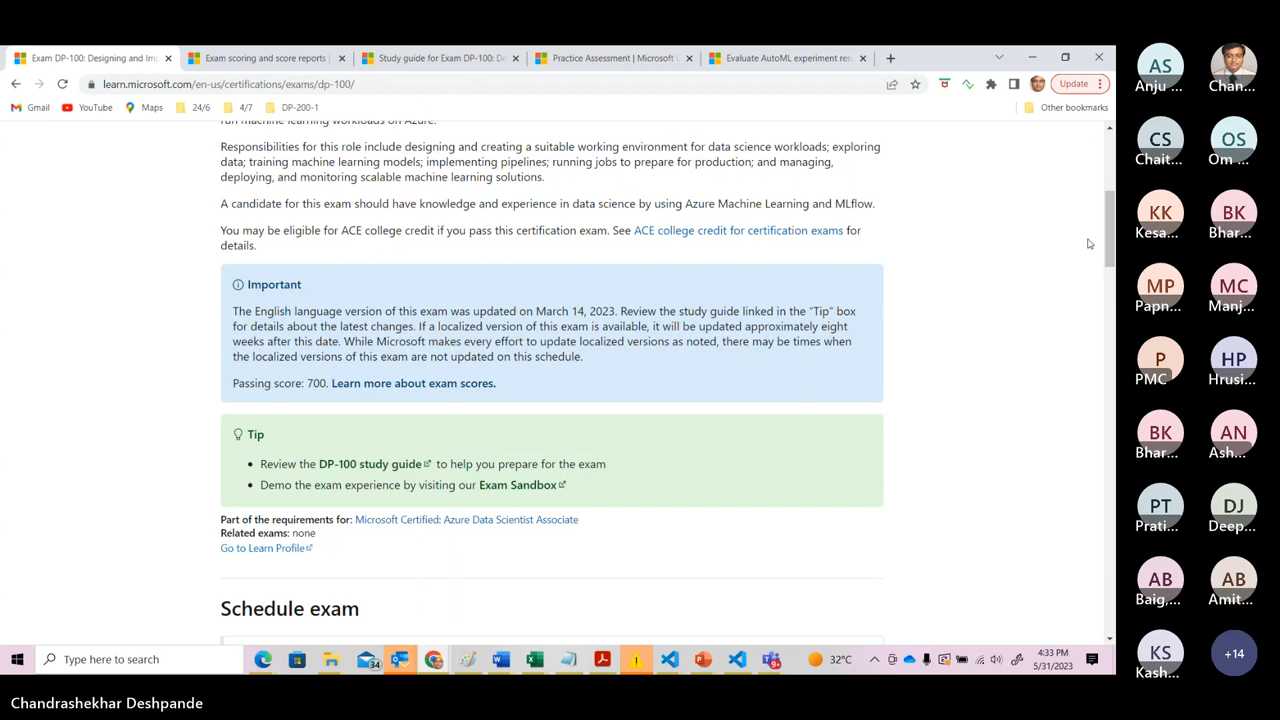 Exam DP-100: Designing and Im
Exam scoring and score reports
Study guide for Exam DP-100: De
Practice Assessment | Microsoft L
Evaluate AutoML experiment res
learn.microsoft.com/en-us/certifications/exams/dp-100/
Update
Gmail
YouTube
Maps
24/6
4/7
DP-200-1
Other bookmarks
run machine learning workloads on Azure.
Responsibilities for this role include designing and creating a suitable working environment for data science workloads; exploring
data; training machine learning models; implementing pipelines; running jobs to prepare for production; and managing,
deploying, and monitoring scalable machine learning solutions.
A candidate for this exam should have knowledge and experience in data science by using Azure Machine Learning and MLflow.
You may be eligible for ACE college credit if you pass this certification exam. See ACE college credit for certification exams for
details.
Important
The English language version of this exam was updated on March 14, 2023. Review the study guide linked in the “Tip” box
for details about the latest changes. If a localized version of this exam is available, it will be updated approximately eight
weeks after this date. While Microsoft makes every effort to update localized versions as noted, there may be times when
the localized versions of this exam are not updated on this schedule.
Passing score: 700. Learn more about exam scores.
Tip
• Review the DP-100 study guide to help you prepare for the exam
• Demo the exam experience by visiting our Exam Sandbox
Part of the requirements for: Microsoft Certified: Azure Data Scientist Associate
Related exams: none
Go to Learn Profile
Schedule exam
Type here to search
34
9+
32°C
4:33 PM
5/31/2023
AS
Anju ...
Chan...
CS
Chait...
OS
Om ...
KK
Kesa...
BK
Bhar...
MP
Papn...
MC
Manj...
P
PMC
HP
Hrusi...
BK
Bhar...
AN
Ash...
PT
Prati...
DJ
Deep...
AB
Baig,...
AB
Amit...
KS
Kash...
+14
Chandrashekhar Deshpande